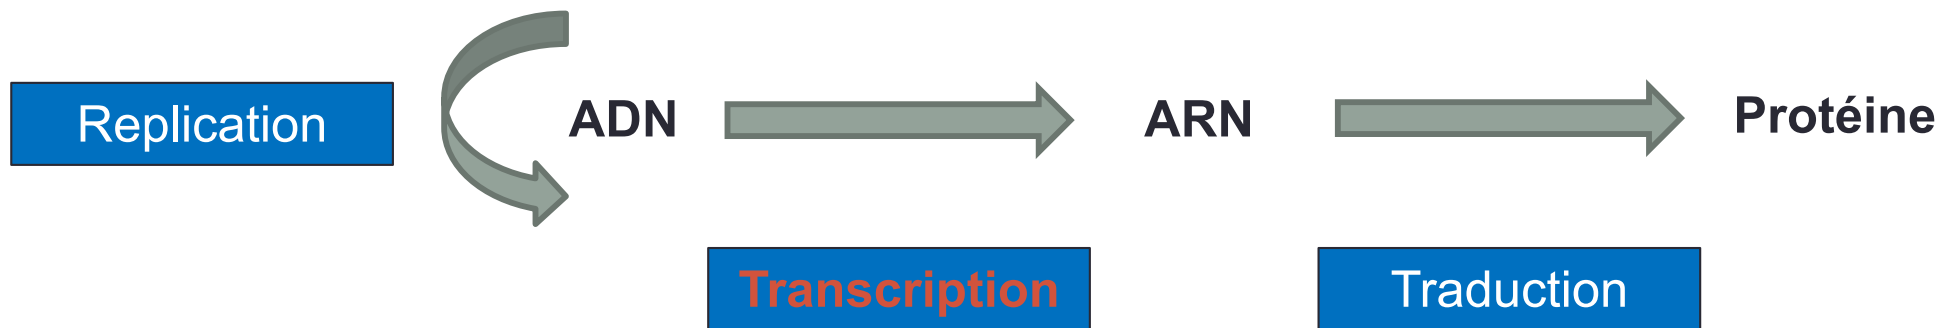 Replication
ADN
ARN
Protéine
Transcription
Traduction